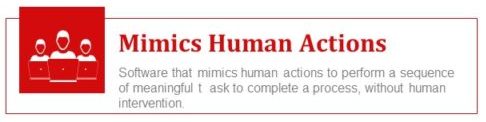 Mimics Human Actions
Software that mimics human actions to perform a sequence
of meaningful t ask to complete a process, without human
intervention.